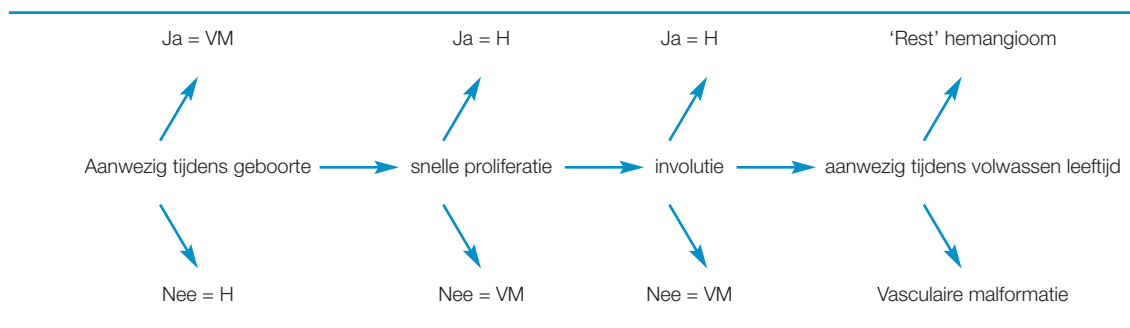 Ja = VM
Ja = H
Ja = H
‘Rest’ hemangioom
Aanwezig tijdens geboorte
snelle proliferatie
involutie
aanwezig tijdens volwassen leeftijd
Nee = H
Nee = VM
Nee = VM
Vasculaire malformatie